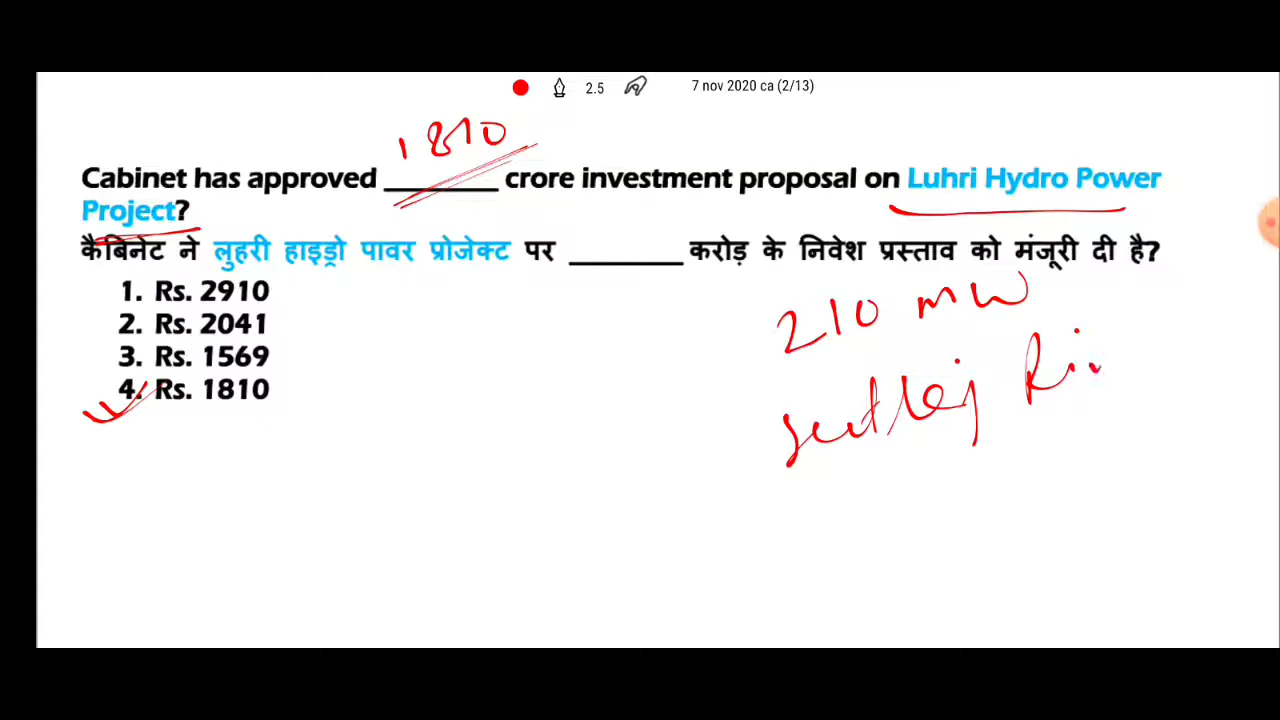 2.5 7 nov 2020 ca (2/13)
1810
Cabinet has approved ________ crore investment proposal on Luhri Hydro Power
Project?
कैबिनेट ने लुहरी हाइड्रो पावर प्रोजेक्ट पर ________ करोड़ के निवेश प्रस्ताव को मंजूरी दी है?
1. Rs. 2910
2. Rs. 2041
3. Rs. 1569
4. Rs. 1810
210 MW
Sutlej